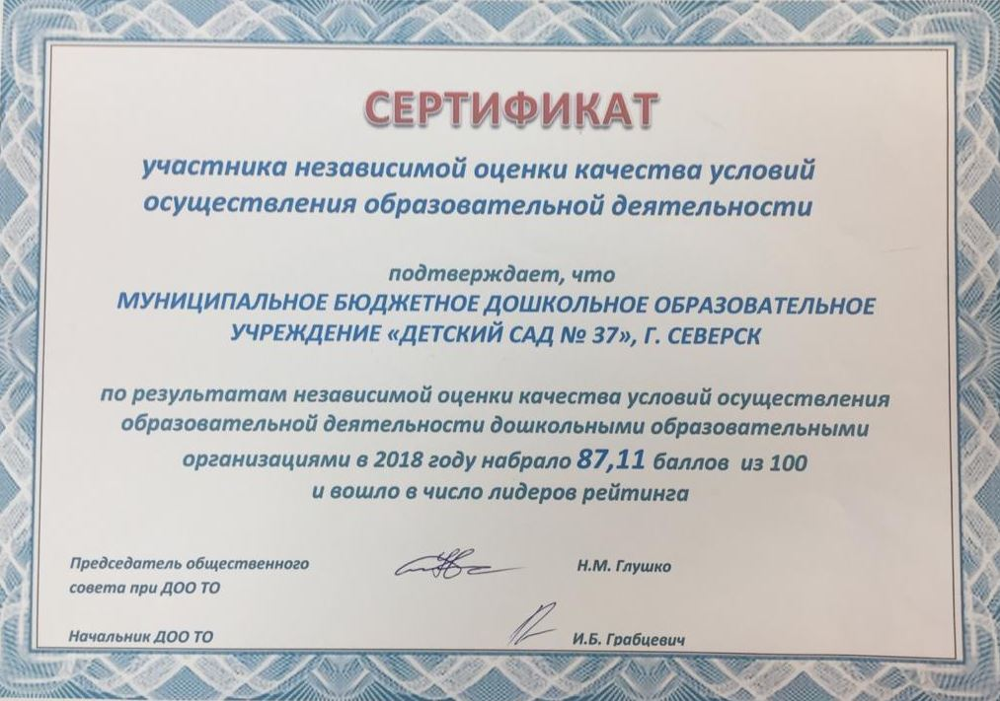 СЕРТИФИКАТ
участника независимой оценки качества условий
осуществления образовательной деятельности
подтверждает, что
МУНИЦИПАЛЬНОЕ БЮДЖЕТНОЕ ДОШКОЛЬНОЕ ОБРАЗОВАТЕЛЬНОЕ
УЧРЕЖДЕНИЕ «ДЕТСКИЙ САД № 37», Г. СЕВЕРСК
по результатам независимой оценки качества условий осуществления
образовательной деятельности дошкольными образовательными
организациями в 2018 году набрало 87,11 баллов из 100
и вошло в число лидеров рейтинга
Председатель общественного
совета при ДОО ТО
Н.М. Глушко
Начальник ДОО ТО
И.Б. Грабцевич